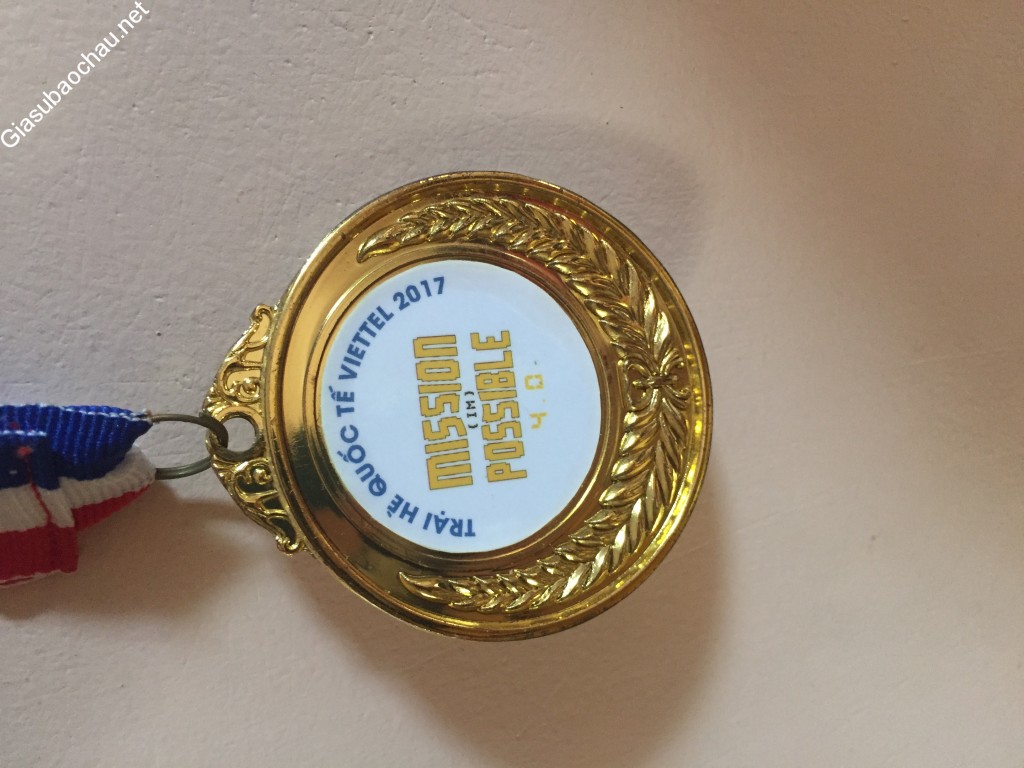 Giasubaochau.net
TRẠI HÈ QUỐC TẾ VIETTEL 2017
MISSION
(IM)
POSSIBLE
4.0